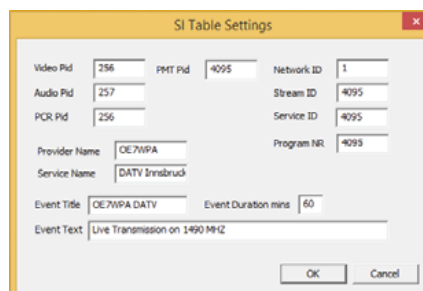 SI Table Settings
Video Pid 256 PMT Pid 4095 Network ID 1
Audio Pid 257 Stream ID 4095
PCR Pid 256 Service ID 4095
Program NR 4095
Provider Name OE7WPA
Service Name DATV Innsbruck
Event Title OE7WPA DATV Event Duration mins 60
Event Text Live Transmission on 1490 MHZ
OK Cancel